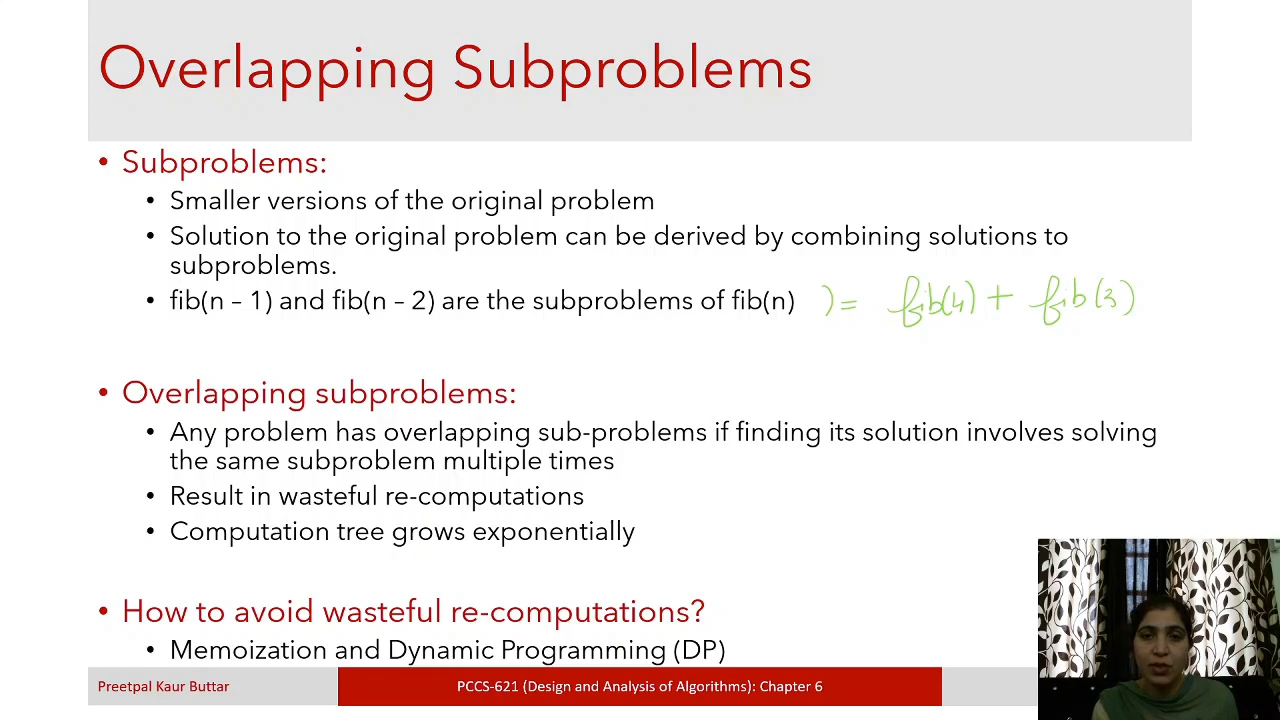 Overlapping Subproblems
• Subproblems:
• Smaller versions of the original problem
• Solution to the original problem can be derived by combining solutions to
subproblems.
• fib(n – 1) and fib(n – 2) are the subproblems of fib(n) ) = fib(4) + fib(3)
• Overlapping subproblems:
• Any problem has overlapping sub-problems if finding its solution involves solving
the same subproblem multiple times
• Result in wasteful re-computations
• Computation tree grows exponentially
• How to avoid wasteful re-computations?
• Memoization and Dynamic Programming (DP)
Preetpal Kaur Buttar PCCS-621 (Design and Analysis of Algorithms): Chapter 6